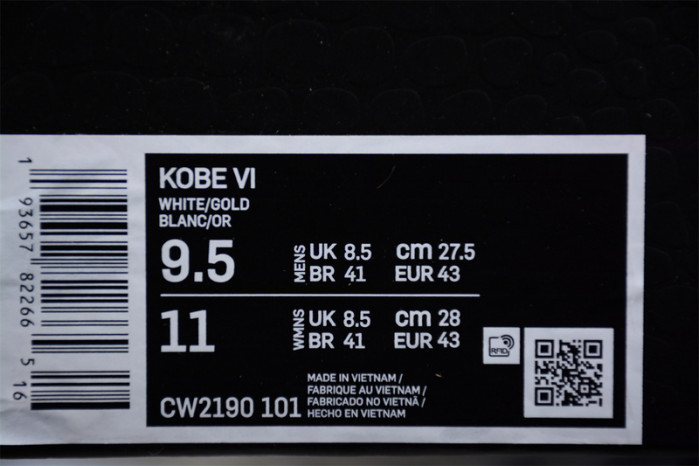 KOBE VI
WHITE/GOLD
BLANC/OR
9.5 MENS UK 8.5 cm 27.5
BR 41 EUR 43
11 WMNS UK 8.5 cm 28
BR 41 EUR 43
RFID
MADE IN VIETNAM /
FABRIQUE AU VIETNAM /
FABRICADO NO VIETNÃ /
HECHO EN VIETNAM
CW2190 101
1 93657 82266 5 16